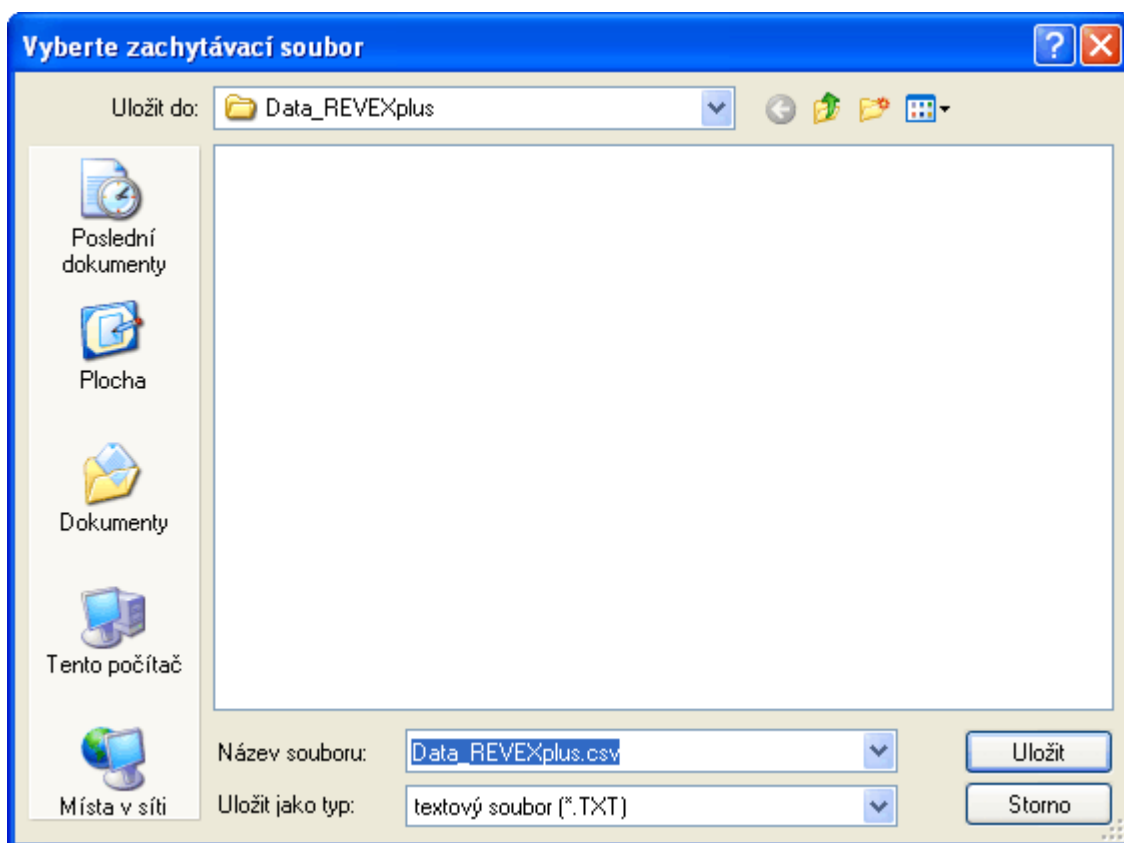 Vyberte zachytávací soubor
Uložit do: Data_REVEXplus
Poslední
dokumenty
Plocha
Dokumenty
Tento počítač
Místa v síti
Název souboru: Data_REVEXplus.csv Uložit
Uložit jako typ: textový soubor (*.TXT) Storno